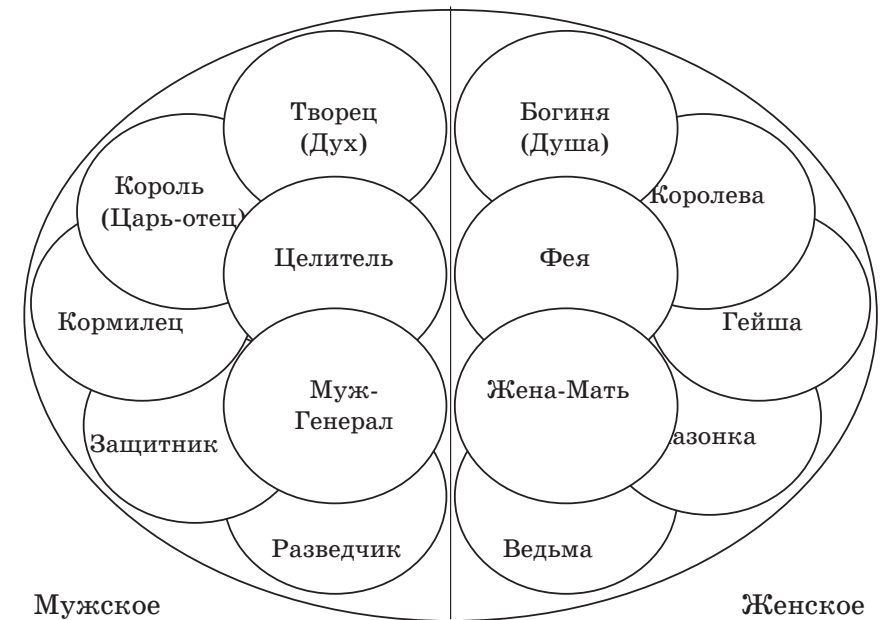 Творец
(Дух)
Богиня
(Душа)
Король
(Царь-отец)
Королева
Целитель
Фея
Кормилец
Гейша
Муж-
Генерал
Жена-Мать
Защитник
азонка
Разведчик
Ведьма
Мужское
Женское